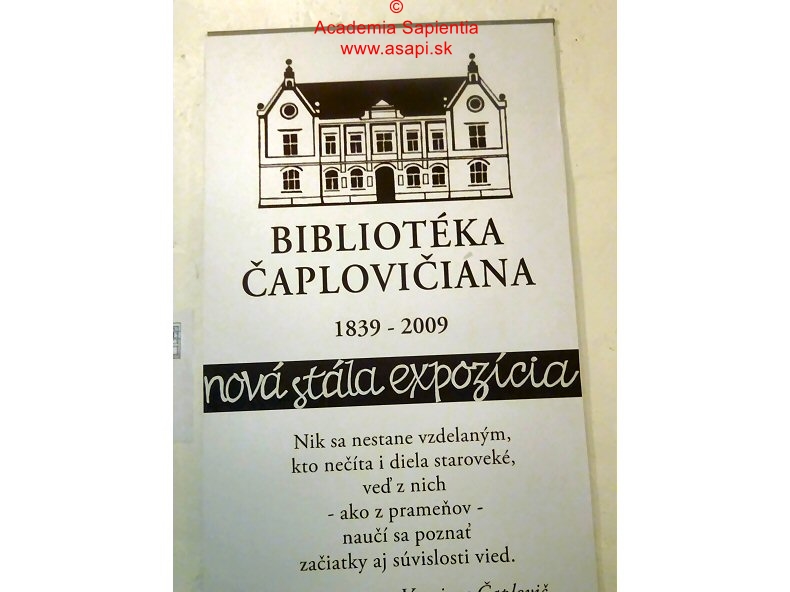 ©
Academia Sapientia
www.asapi.sk
BIBLIOTÉKA
ČAPLOVIČIANA
1839 - 2009
nová stála expozícia
Nik sa nestane vzdelaným,
kto nečíta i diela staroveké,
veď z nich
- ako z prameňov -
naučí sa poznať
začiatky aj súvislosti vied.
Čaplovič